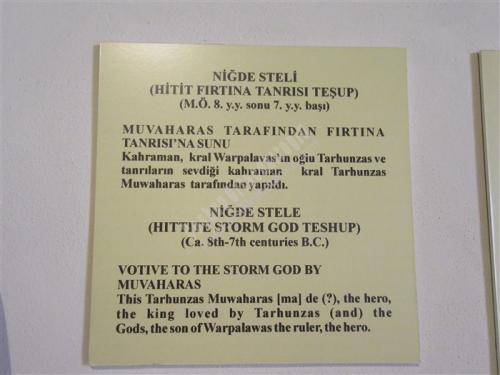 NİĞDE STELİ
(HİTİT FIRTINA TANRISI TEŞUP)
(M.Ö. 8. y.y. sonu 7. y.y. başı)
MUVAHARAS TARAFINDAN FIRTINA
TANRISI'NA SUNU
Kahraman, kral Warpalavas'ın oğlu Tarhunzas ve
tanrıların sevdiği kahraman kral Tarhunzas
Muwaharas tarafından yapıldı.
NİĞDE STELE
(HITTITE STORM GOD TESHUP)
(Ca. 8th-7th centuries B.C.)
VOTIVE TO THE STORM GOD BY
MUVAHARAS
This Tarhunzas Muwaharas [ma] de (?), the hero,
the king loved by Tarhunzas (and) the
Gods, the son of Warpalawas the ruler, the hero.